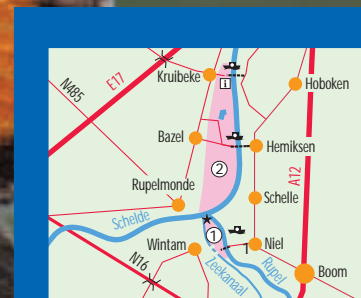 Kruibeke
i
Hoboken
E17
N485
Bazel
Hemiksen
A12
2
Rupelmonde
Schelle
Schelde
1
Wintam
Niel
1
Zeekanaal
Rupel
N16
Boom